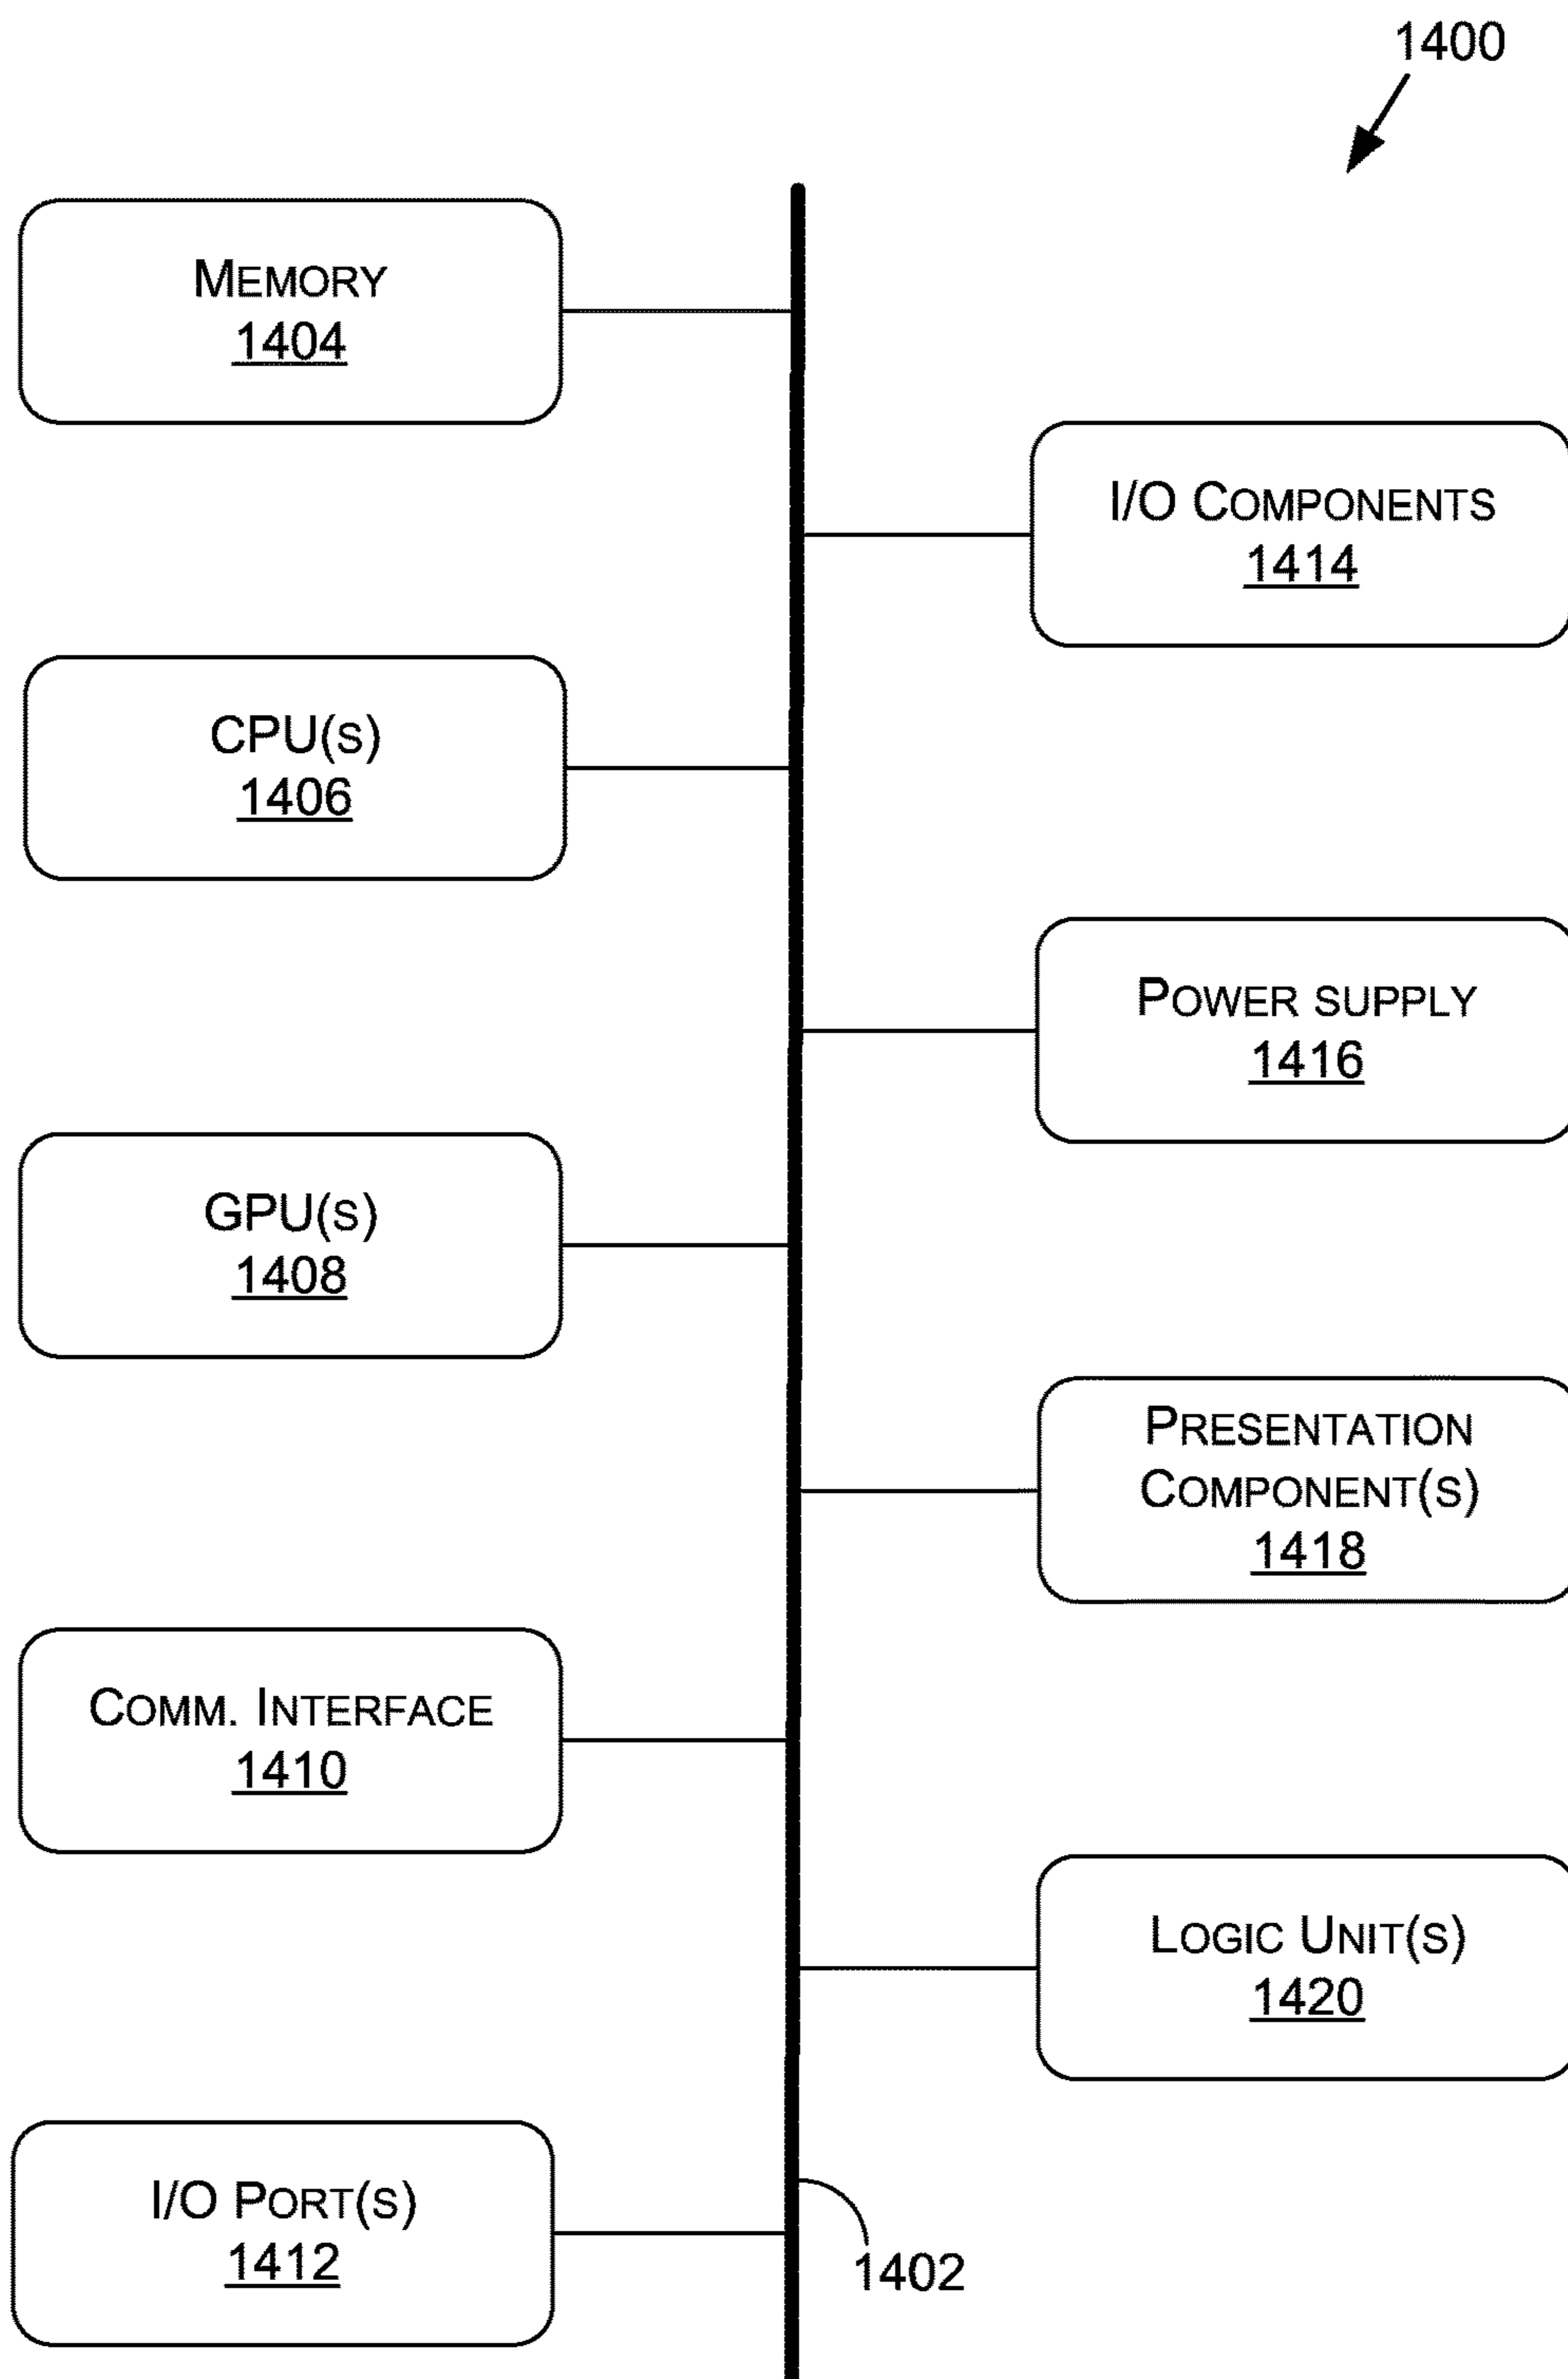 1400
MEMORY
1404
I/O COMPONENTS
1414
CPU(S)
1406
POWER SUPPLY
1416
GPU(S)
1408
PRESENTATION
COMPONENT(S)
1418
COMM. INTERFACE
1410
LOGIC UNIT(S)
1420
I/O PORT(S)
1412
1402